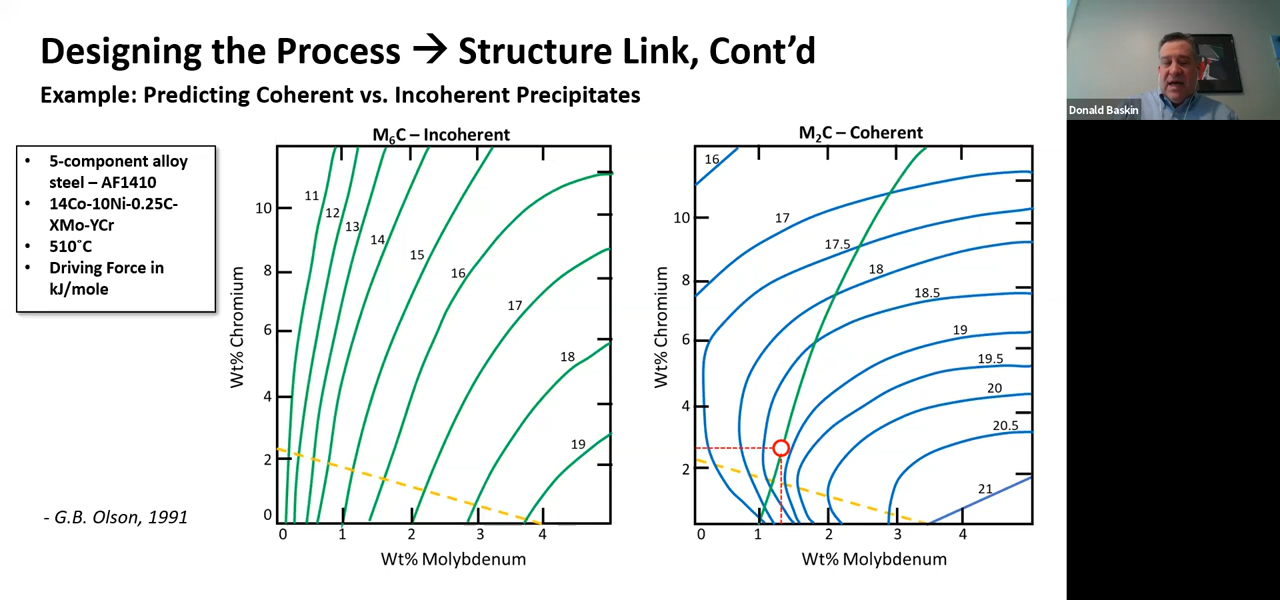 Designing the Process → Structure Link, Cont’d
Example: Predicting Coherent vs. Incoherent Precipitates
• 5-component alloy
steel – AF1410
• 14Co-10Ni-0.25C-
XMo-YCr
• 510˚C
• Driving Force in
kJ/mole
- G.B. Olson, 1991
M₆C – Incoherent
Wt% Chromium
10
8
6
4
2
0
11
12
13
14
15
16
17
18
19
0 1 2 3 4
Wt% Molybdenum
M₂C – Coherent
Wt% Chromium
10
8
6
4
2
16
17
17.5
18
18.5
19
19.5
20
20.5
21
0 1 2 3 4
Wt% Molybdenum
Donald Baskin